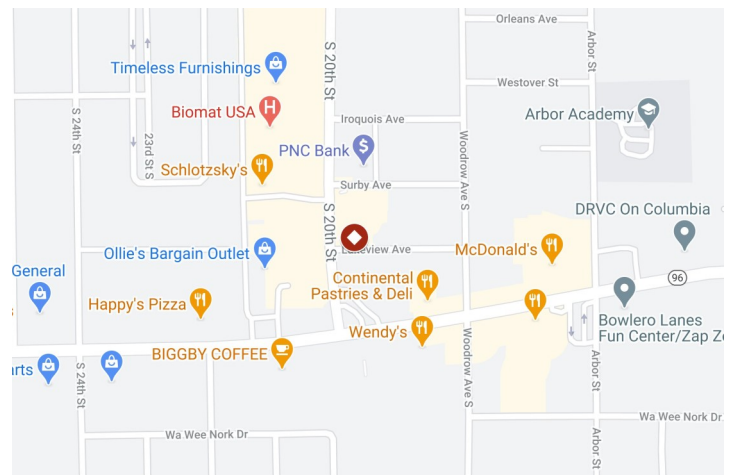 Orleans Ave
S 20th St
Arbor St
Timeless Furnishings
Westover St
Biomat USA
H
S 24th St
23rd St S
Iroquois Ave
Arbor Academy
PNC Bank
$
Woodrow Ave S
Schlotzsky's
Surby Ave
DRVC On Columbia
S 20th St
Ollie's Bargain Outlet
Lakeview Ave
McDonald's
General
Continental
Pastries & Deli
96
Happy's Pizza
Bowlero Lanes
Fun Center/Zap Zo
Wendy's
BIGGBY COFFEE
arts
S 24th St
Woodrow Ave S
Arbor St
Wa Wee Nork Dr
Wa Wee Nork Dr
Arbor St